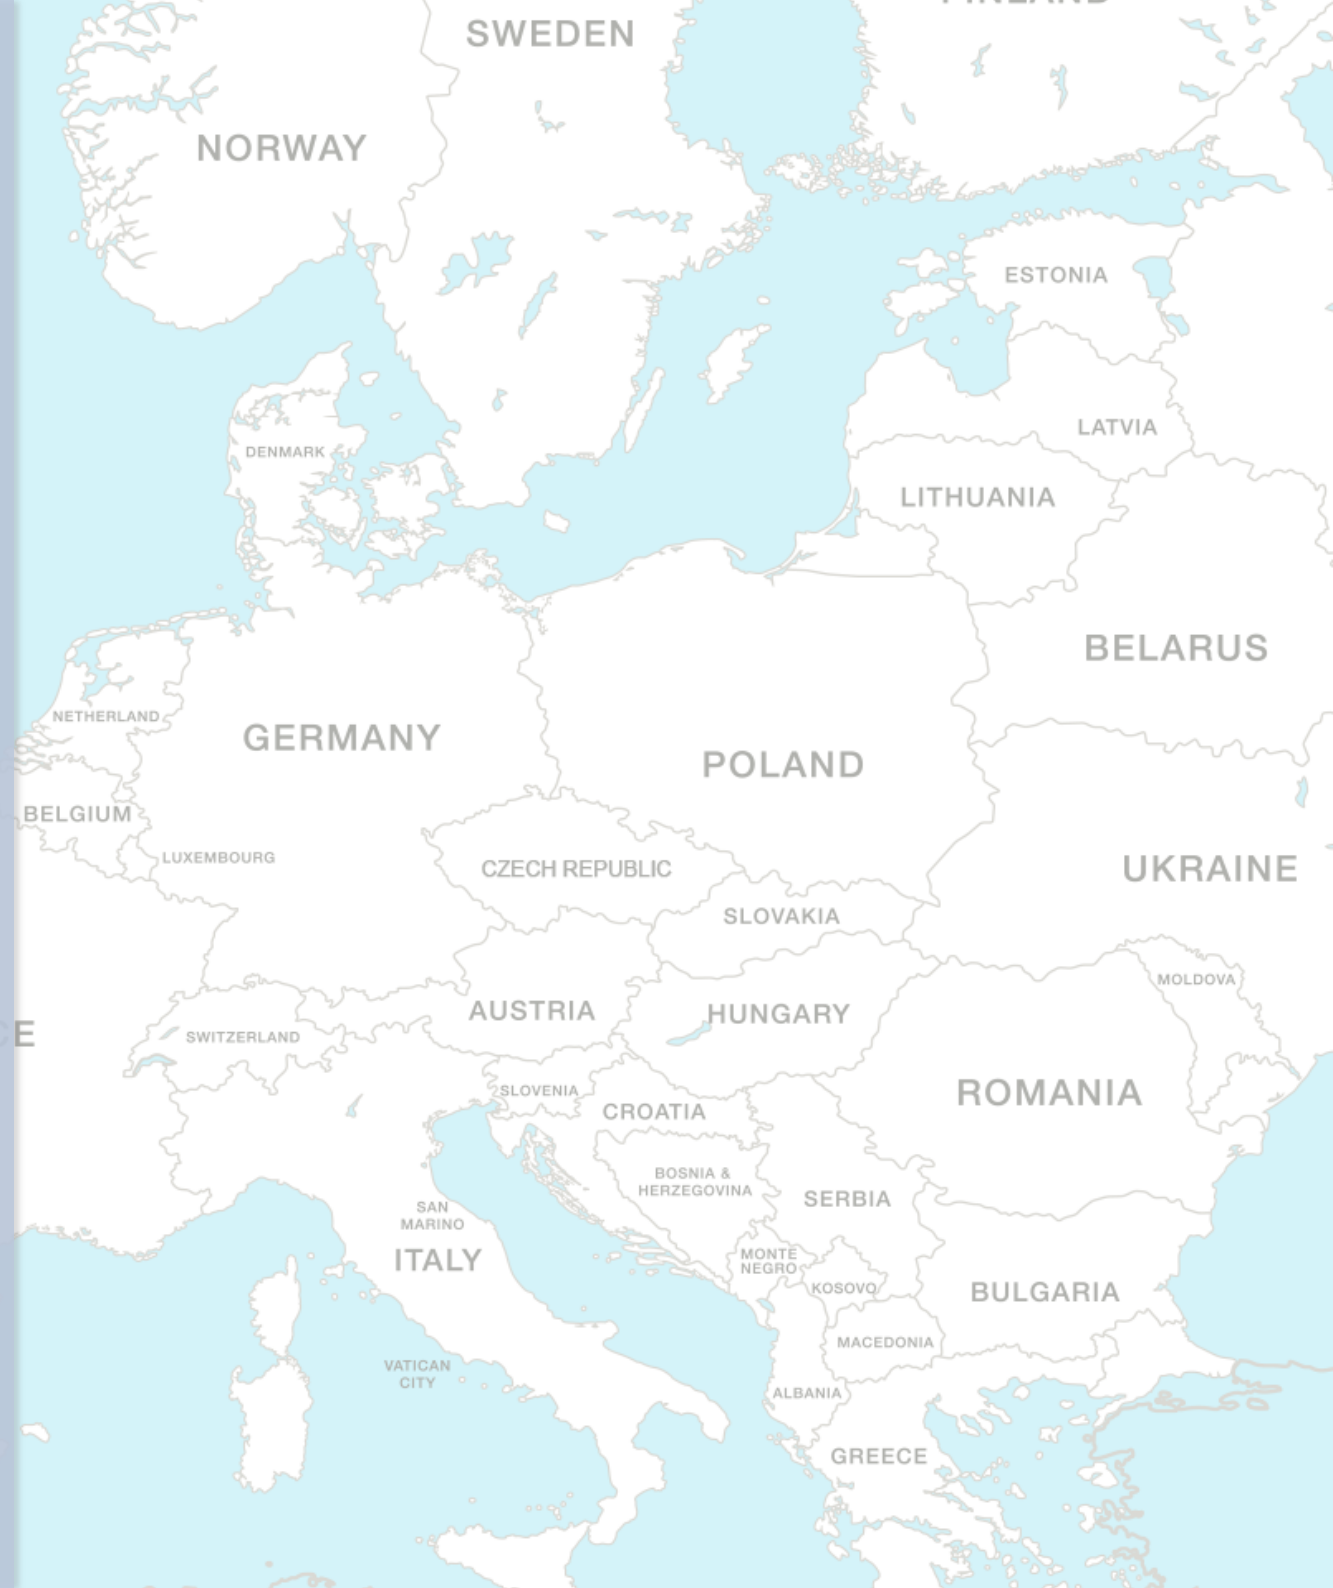 FINLAND
SWEDEN
NORWAY
ESTONIA
LATVIA
DENMARK
LITHUANIA
BELARUS
NETHERLAND
GERMANY
POLAND
BELGIUM
LUXEMBOURG
CZECH REPUBLIC
UKRAINE
SLOVAKIA
MOLDOVA
AUSTRIA
HUNGARY
CE
SWITZERLAND
SLOVENIA
ROMANIA
CROATIA
BOSNIA &
HERZEGOVINA
SERBIA
SAN
MARINO
ITALY
MONTE
NEGRO
KOSOVO
BULGARIA
MACEDONIA
VATICAN
CITY
ALBANIA
GREECE